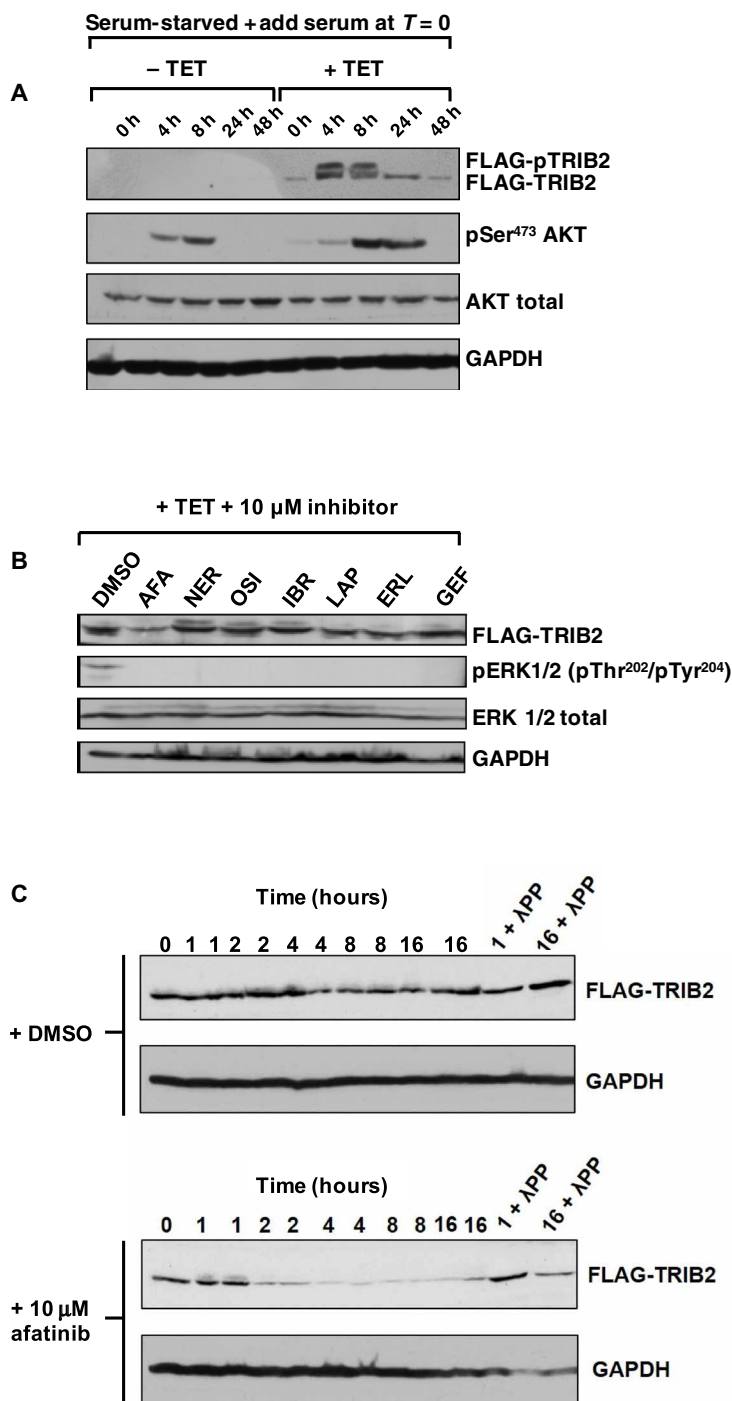 Serum-starved + add serum at T = 0
– TET + TET
A
0 h 4 h 8 h 24 h 48 h 0 h 4 h 8 h 24 h 48 h
FLAG-pTRIB2
FLAG-TRIB2
pSer473 AKT
AKT total
GAPDH
+ TET + 10 µM inhibitor
B
DMSO AFA NER OSI IBR LAP ERL GEF
FLAG-TRIB2
pERK1/2 (pThr202/pTyr204)
ERK 1/2 total
GAPDH
C
Time (hours)
0 1 1 2 2 4 4 8 8 16 16 1 + λPP 16 + λPP
FLAG-TRIB2
+ DMSO
GAPDH
Time (hours)
0 1 1 2 2 4 4 8 8 16 16 1 + λPP 16 + λPP
FLAG-TRIB2
+ 10 µM
afatinib
GAPDH